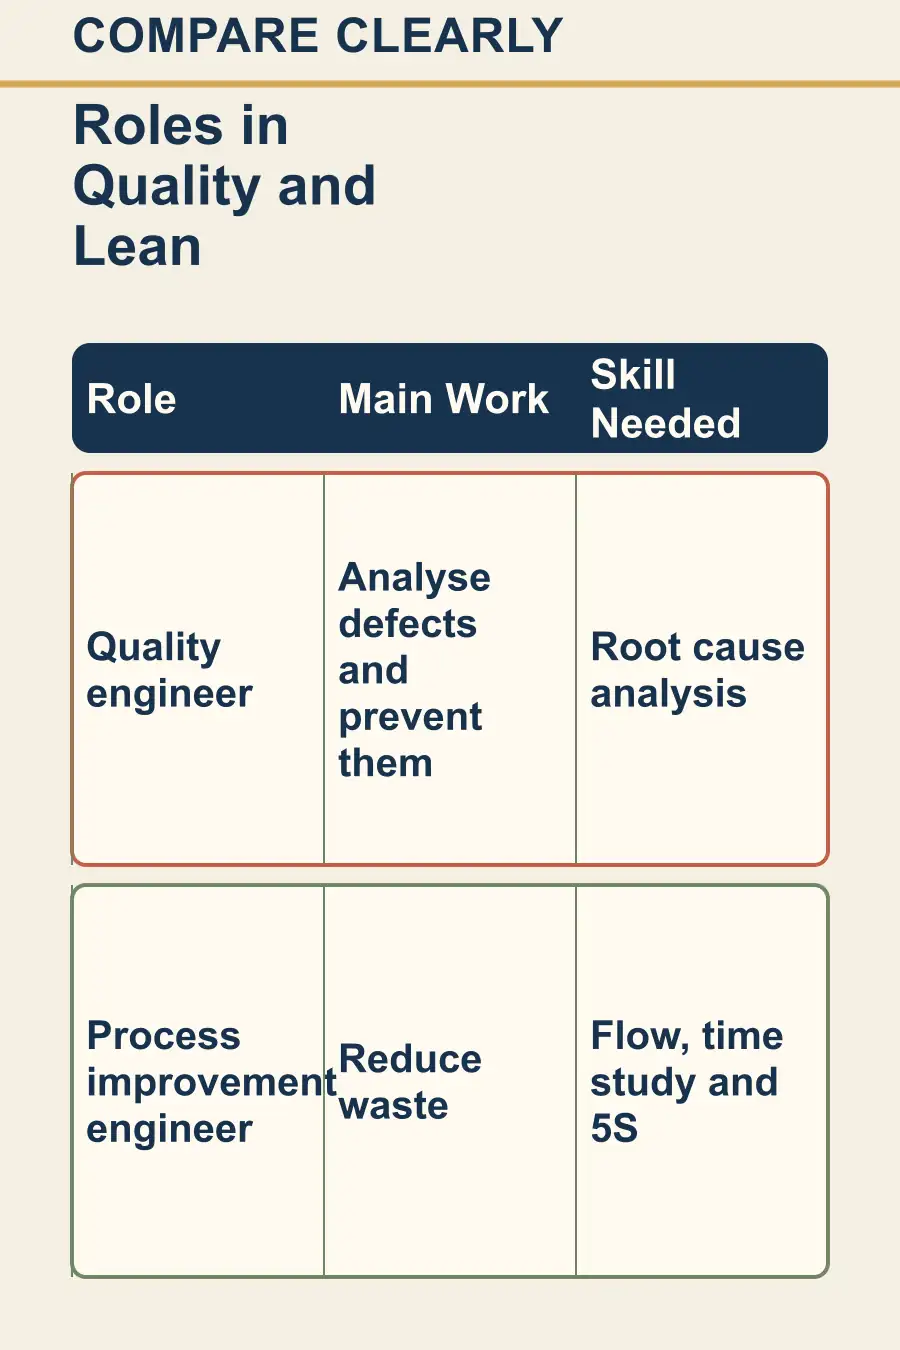 COMPARE CLEARLY
Roles in
Quality and
Lean
Role
Main Work
Skill
Needed
Quality
engineer
Analyse
defects
and
prevent
them
Root cause
analysis
Process
improvement
engineer
Reduce
waste
Flow, time
study and
5S